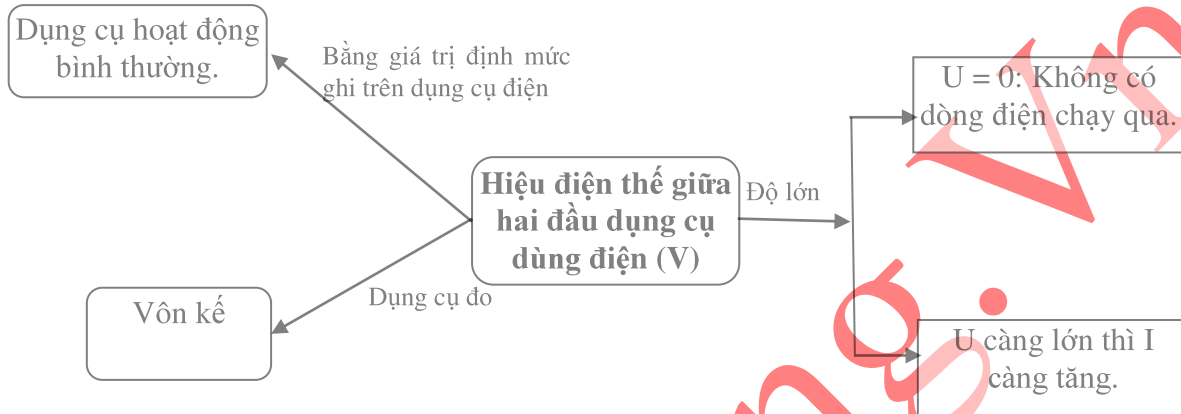 Dụng cụ hoạt động
bình thường.
Bằng giá trị định mức
ghi trên dụng cụ điện
U = 0: Không có
dòng điện chạy qua.
Hiệu điện thế giữa
hai đầu dụng cụ
dùng điện (V)
Độ lớn
Dụng cụ đo
Vôn kế
U càng lớn thì I
càng tăng.
ng. Vn